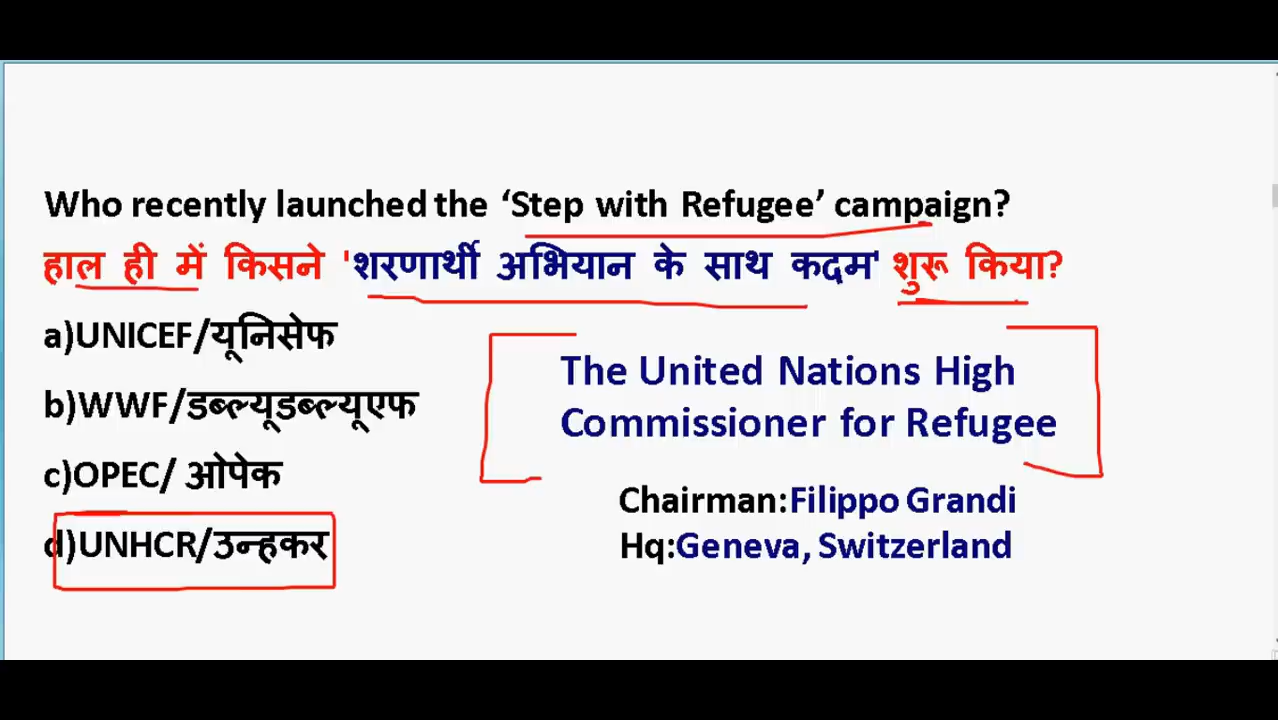 Who recently launched the ‘Step with Refugee’ campaign?
हाल ही में किसने 'शरणार्थी अभियान के साथ कदम' शुरू किया?
a)UNICEF/यूनिसेफ
b)WWF/डब्ल्यूडब्ल्यूएफ
c)OPEC/ ओपेक
d)UNHCR/उन्हकर
The United Nations High
Commissioner for Refugee
Chairman:Filippo Grandi
Hq:Geneva, Switzerland